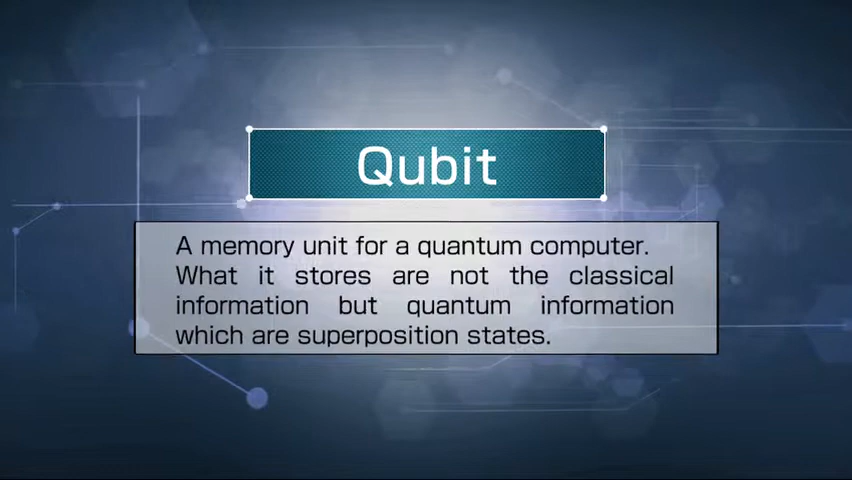 Qubit
A memory unit for a quantum computer.
What it stores are not the classical
information but quantum information
which are superposition states.